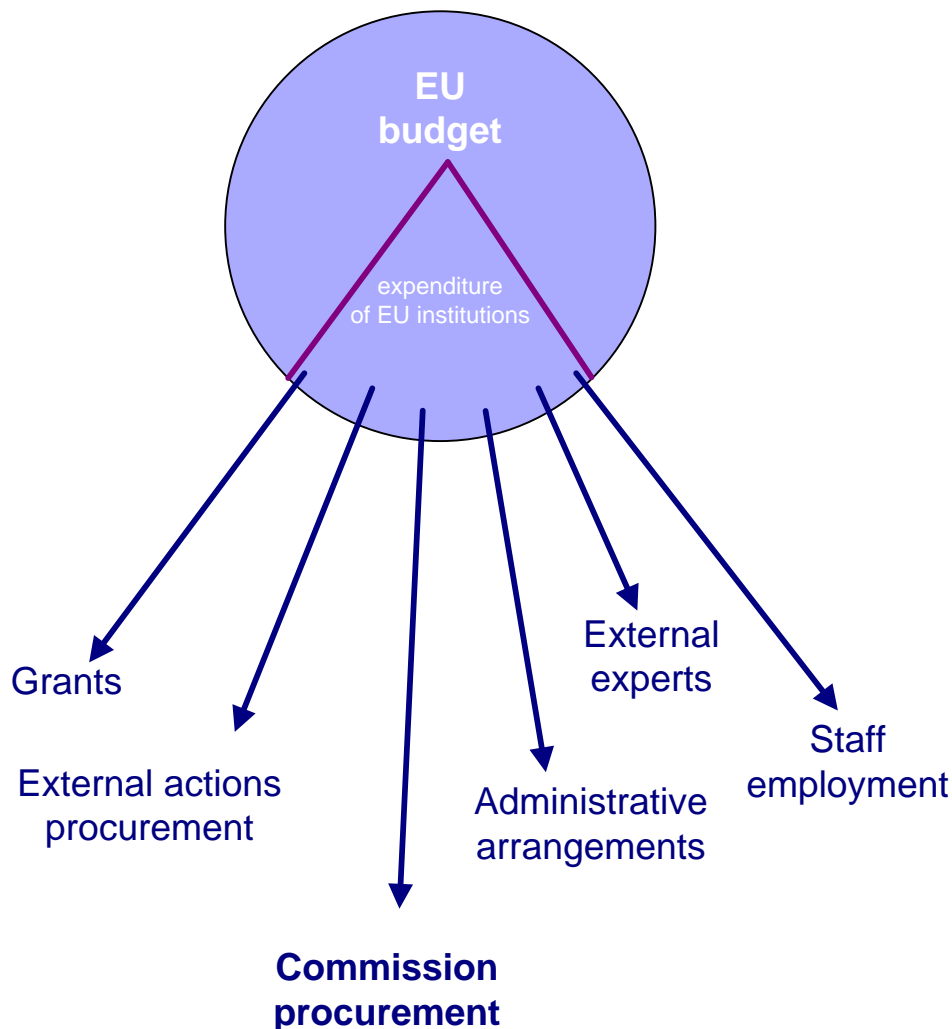 EU
budget
expenditure
of EU institutions
Grants
External actions
procurement
Commission
procurement
Administrative
arrangements
External
experts
Staff
employment